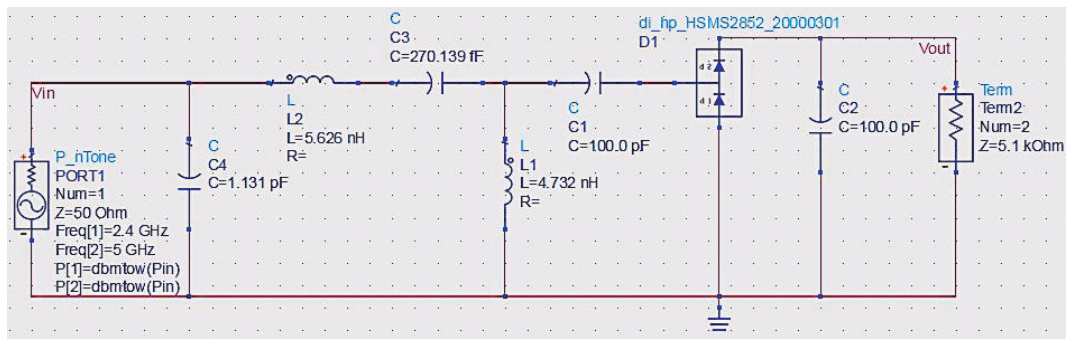 C
C3
C=270.139 fF
di_hp_HSMS2852_20000301
D1
Vout
Vin
L
L2
L=5.626 nH
R=
C
C1
C=100.0 pF
d2
d1
C
C2
C=100.0 pF
+
Term
Term2
Num=2
Z=5.1 kOhm
-
C
C4
C=1.131 pF
L
L1
L=4.732 nH
R=
+
P_nTone
PORT1
Num=1
Z=50 Ohm
Freq[1]=2.4 GHz
Freq[2]=5 GHz
P[1]=dbmtow(Pin)
P[2]=dbmtow(Pin)
-